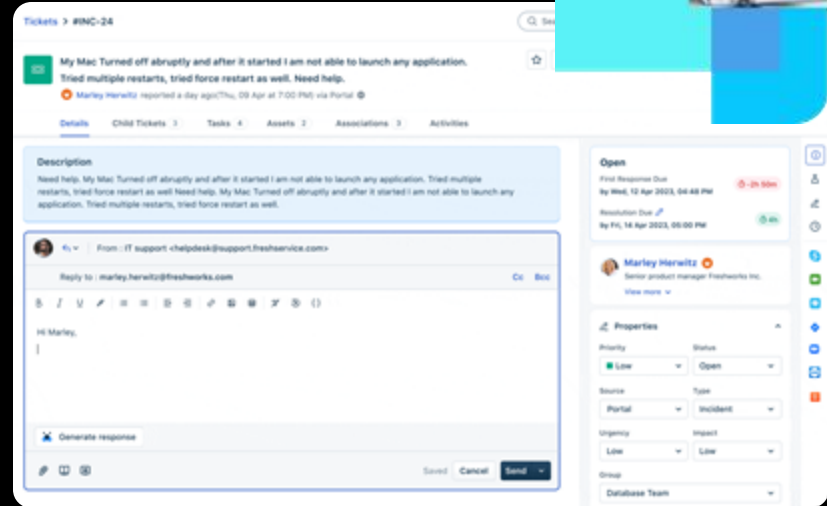 Tickets > #INC-24
My Mac Turned off abruptly and after it started I am not able to launch any application.
Tried multiple restarts, tried force restart as well. Need help.
Marley Herwitz reported a day ago(Thu, 09 Apr at 7:00 PM) via Portal
Details Child Tickets 3 Tasks 4 Assets 2 Associations 3 Activities
Description
Need help. My Mac Turned off abruptly and after it started I am not able to launch any application. Tried multiple
restarts, tried force restart as well Need help. My Mac Turned off abruptly and after it started I am not able to launch any
application. Tried multiple restarts, tried force restart as well.
From : IT support <helpdesk@support.freshservice.com>
Reply to : marley.herwitz@freshworks.com Cc Bcc
B I U
Hi Marley,
Generate response
Saved Cancel Send
Open
First Response Due
by Wed, 12 Apr 2023, 04:48 PM
-2h 50m
Resolution Due
by Fri, 14 Apr 2023, 05:00 PM
4h
Marley Herwitz
Senior product manager Freshworks Inc.
View more
Properties
Priority Status
Low Open
Source Type
Portal Incident
Urgency Impact
Low Low
Group
Database Team